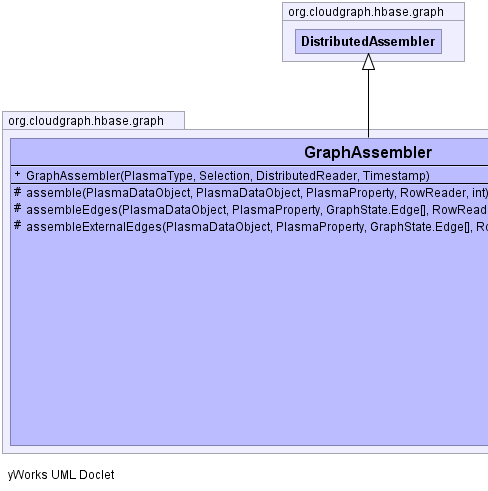 org.cloudgraph.hbase.graph
DistributedAssembler
org.cloudgraph.hbase.graph
GraphAssembler
+ GraphAssembler(PlasmaType, Selection, DistributedReader, Timestamp)
# assemble(PlasmaDataObject, PlasmaDataObject, PlasmaProperty, RowReader, int)
# assembleEdges(PlasmaDataObject, PlasmaProperty, GraphState.Edge[], RowRead
# assembleExternalEdges(PlasmaDataObject, PlasmaProperty, GraphState.Edge[], Ro
yWorks UML Doclet